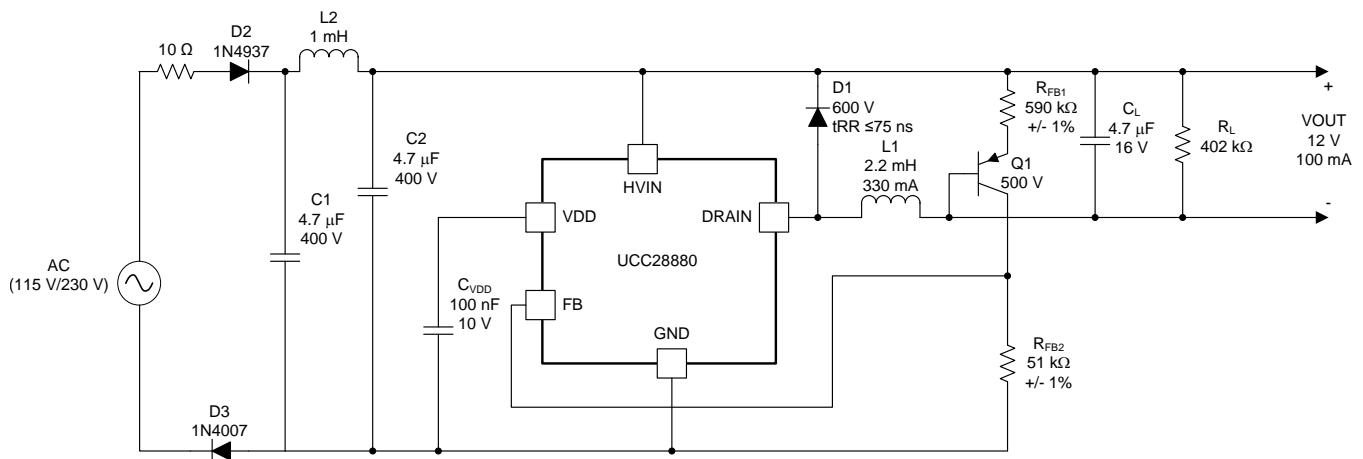 L2
1 mH
D2
1N4937
10 Ω
D1
600 V
tRR ≤75 ns
L1
2.2 mH
330 mA
RFB1
590 kΩ
+/- 1%
CL
4.7 µF
16 V
RL
402 kΩ
+
VOUT
12 V
100 mA
-
Q1
500 V
C2
4.7 µF
400 V
C1
4.7 µF
400 V
HVIN
VDD
DRAIN
UCC28880
FB
GND
AC
(115 V/230 V)
CVDD
100 nF
10 V
RFB2
51 kΩ
+/- 1%
D3
1N4007